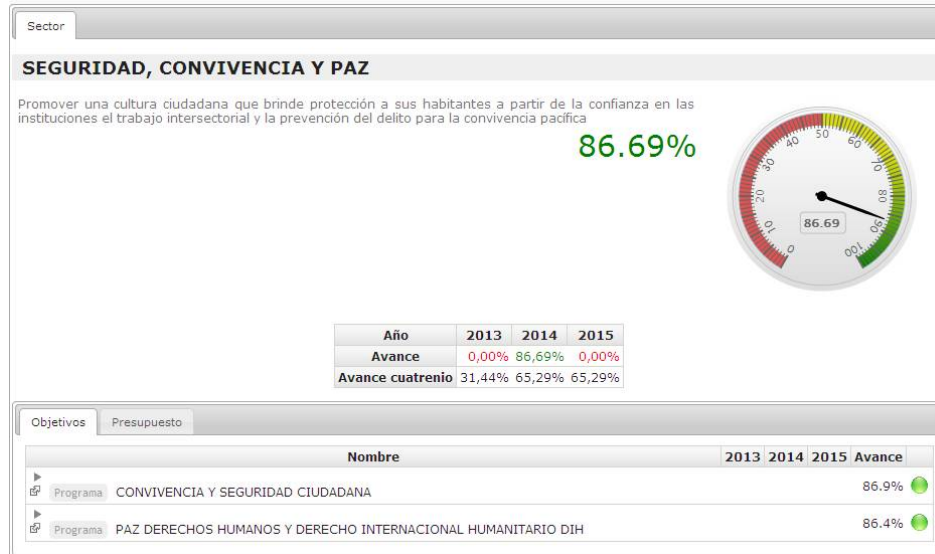 Sector
SEGURIDAD, CONVIVENCIA Y PAZ
Promover una cultura ciudadana que brinde protección a sus habitantes a partir de la confianza en las
instituciones el trabajo intersectorial y la prevención del delito para la convivencia pacífica
86.69%
0 10 20 30 40 50 60 70 80 90 100
86.69
Año 2013 2014 2015
Avance 0,00% 86,69% 0,00%
Avance cuatrenio 31,44% 65,29% 65,29%
Objetivos Presupuesto
Nombre 2013 2014 2015 Avance
Programa CONVIVENCIA Y SEGURIDAD CIUDADANA 86.9%
Programa PAZ DERECHOS HUMANOS Y DERECHO INTERNACIONAL HUMANITARIO DIH 86.4%